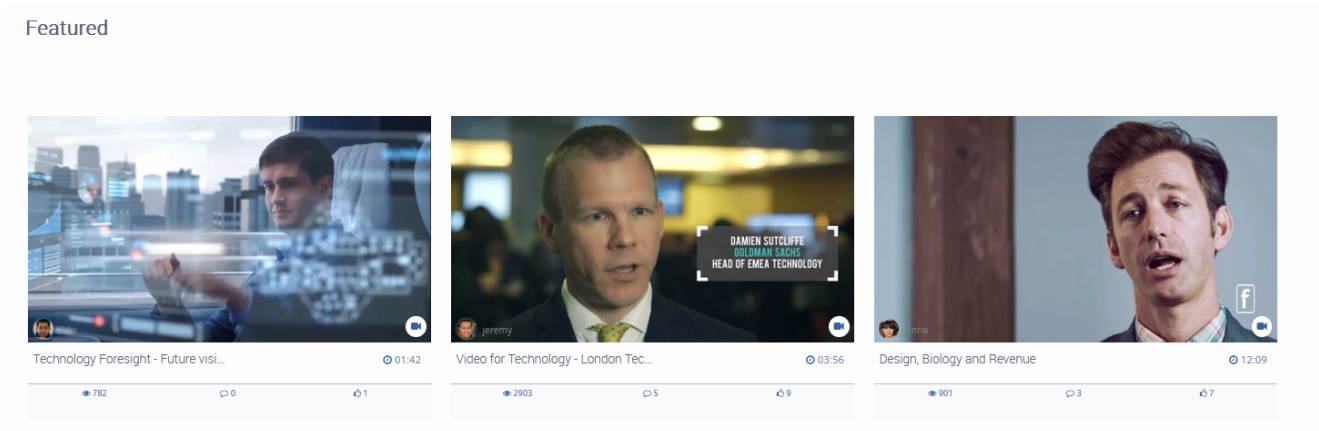 Featured
DAMIEN SUTCLIFFE
GOLDMAN SACHS
HEAD OF EMEA TECHNOLOGY
f
jeremy
Technology Foresight - Future visi...
01:42
Video for Technology - London Tec...
03:56
Design, Biology and Revenue
12:09
782
0
1
2903
5
9
901
3
7